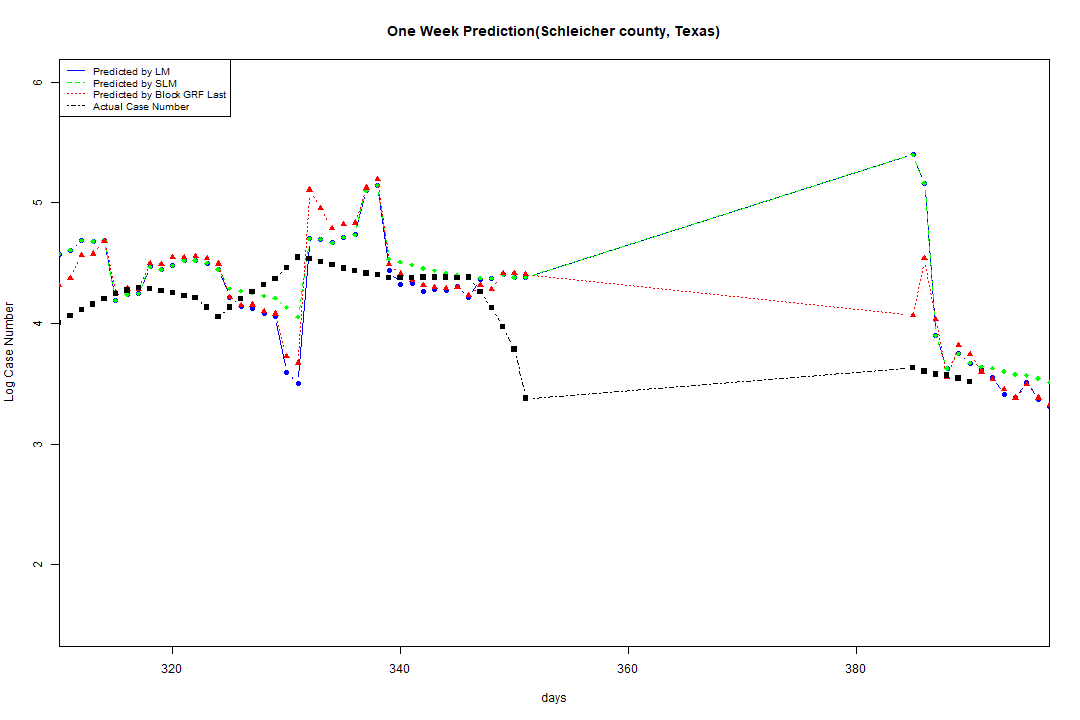 One Week Prediction(Schleicher county, Texas)
Predicted by LM
Predicted by SLM
Predicted by Block GRF Last
Actual Case Number
6
5
4
3
2
Log Case Number
320
340
360
380
days